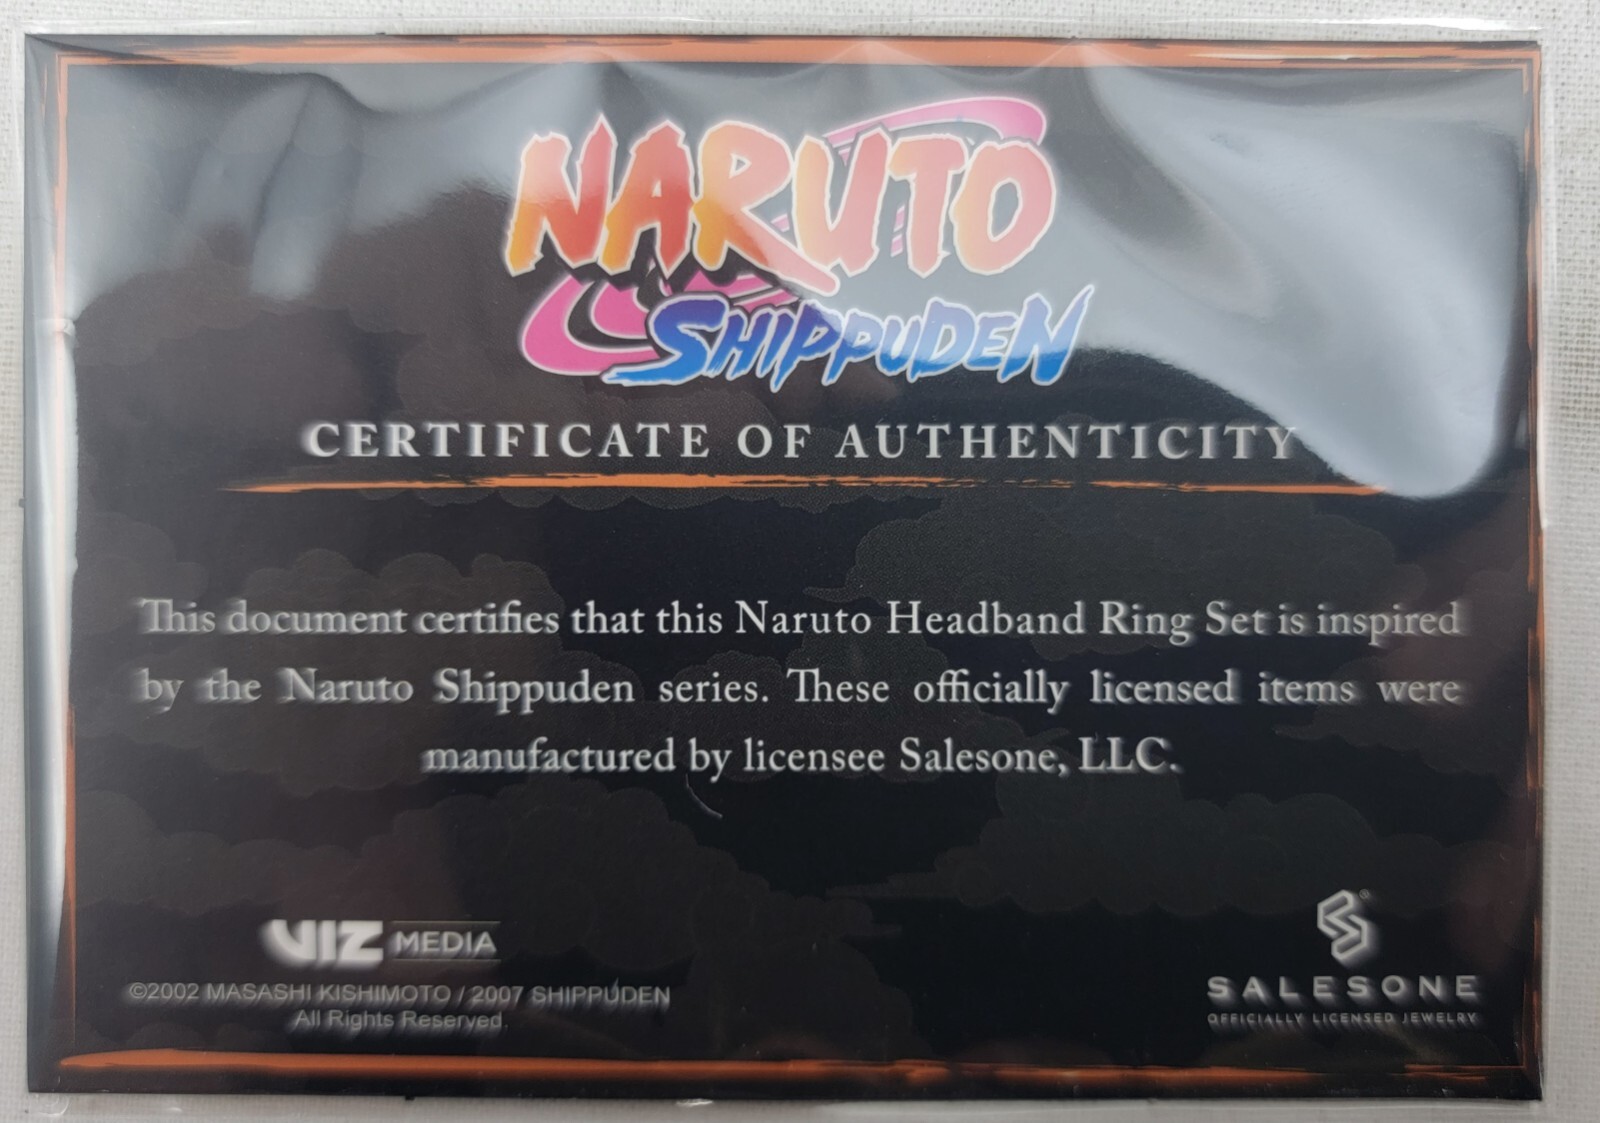 NARUTO
SHIPPUDEN
CERTIFICATE OF AUTHENTICITY
This document certifies that this Naruto Headband Ring Set is inspired
by the Naruto Shippuden series. These officially licensed items were
manufactured by licensee Salesone, LLC.
VIZ MEDIA
©2002 MASASHI KISHIMOTO / 2007 SHIPPUDEN
All Rights Reserved.
®
SALESONE
OFFICIALLY LICENSED JEWELRY